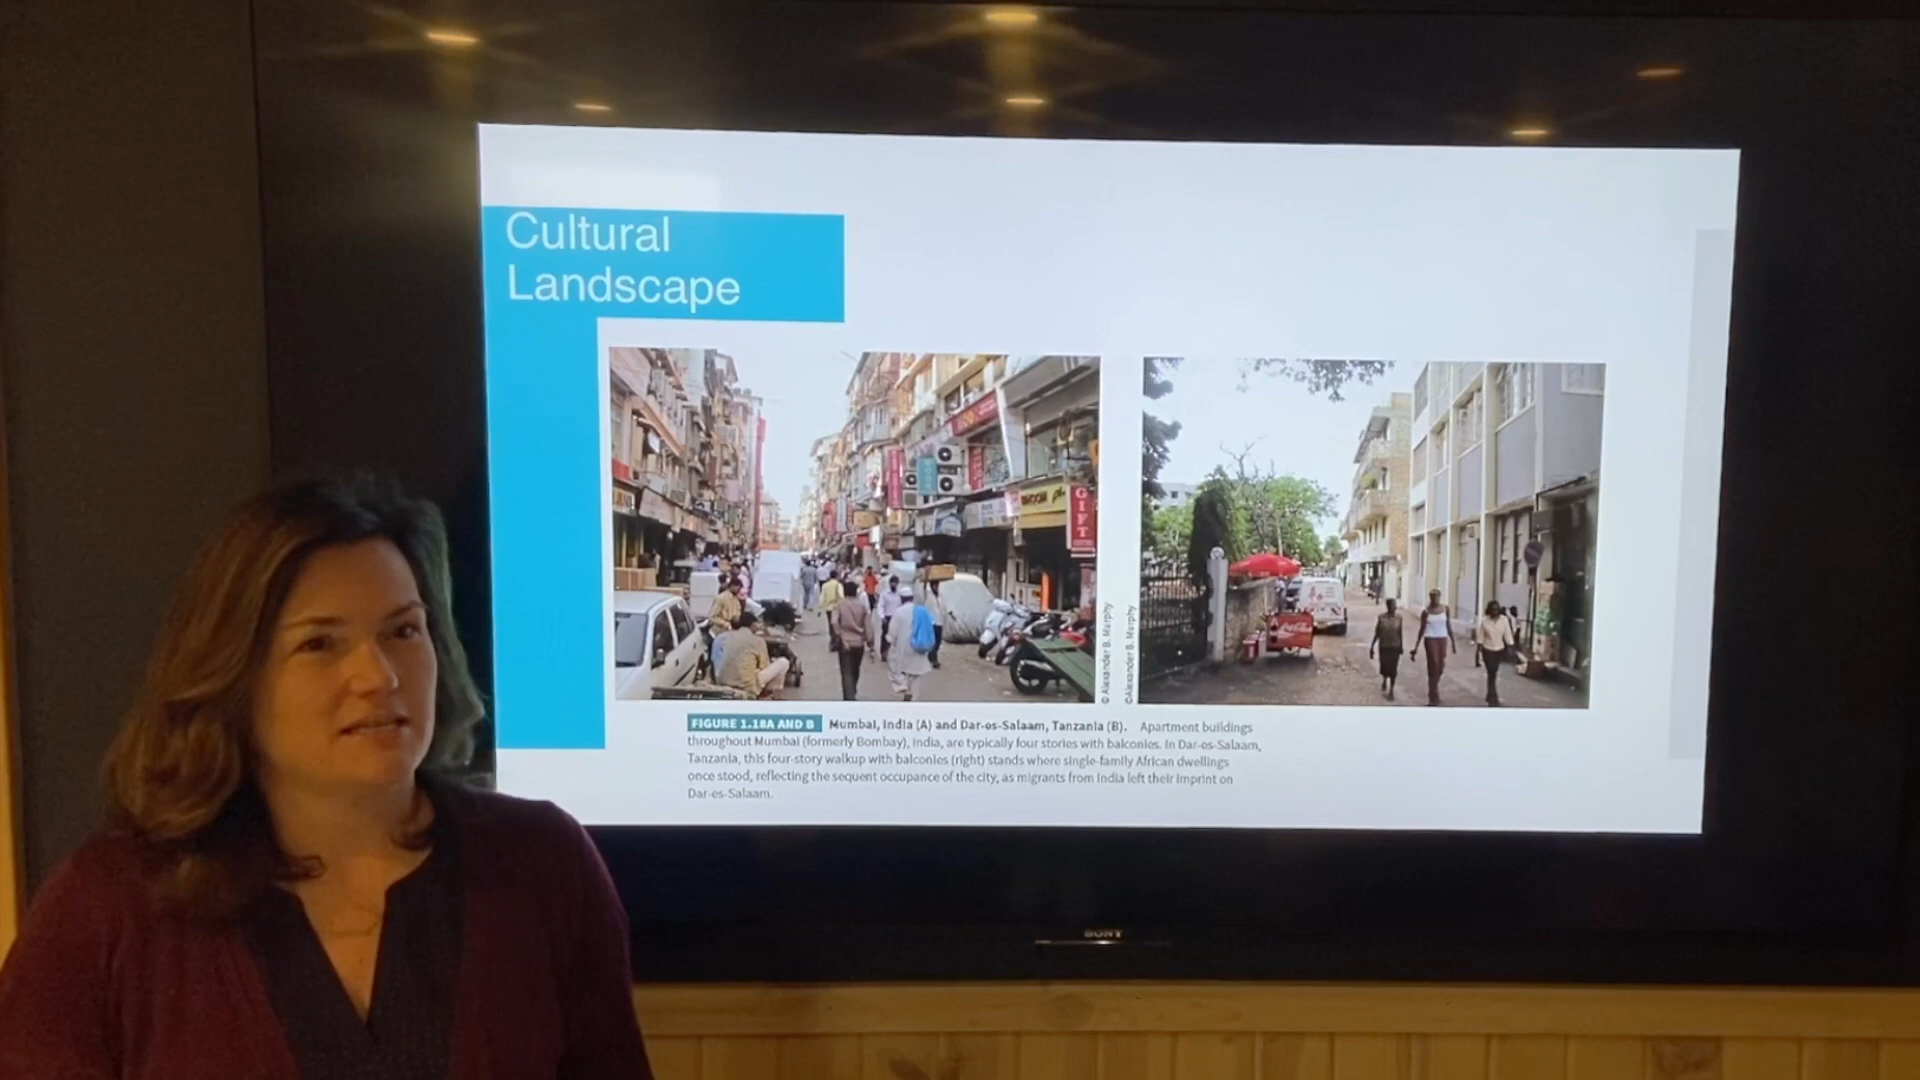 Cultural
Landscape
GIFT
Coca-Cola
© Alexander B. Murphy
© Alexander B. Murphy
FIGURE 1.18A AND B Mumbai, India (A) and Dar-es-Salaam, Tanzania (B). Apartment buildings
throughout Mumbai (formerly Bombay), India, are typically four stories with balconies. In Dar-es-Salaam,
Tanzania, this four-story walkup with balconies (right) stands where single-family African dwellings
once stood, reflecting the sequent occupance of the city, as migrants from India left their imprint on
Dar-es-Salaam.
SONY